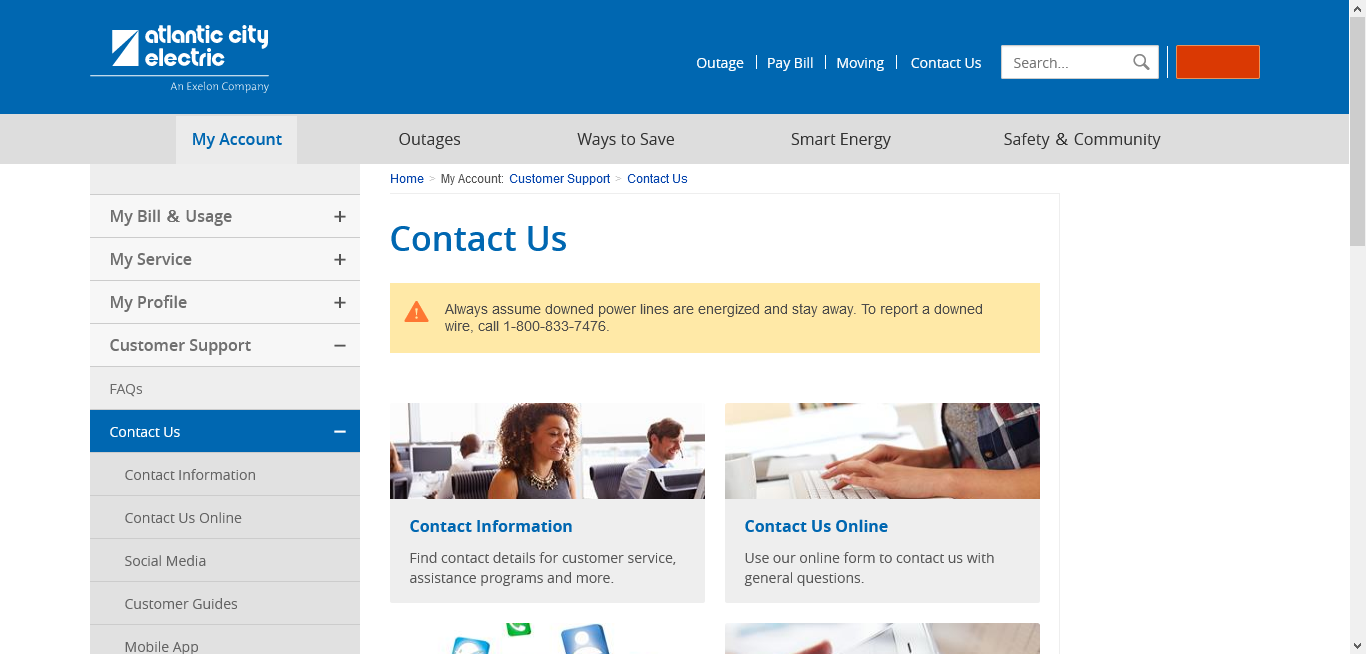 atlantic city
electric
An Exelon Company
Outage
Pay Bill
Moving
Contact Us
Search...
My Account
Outages
Ways to Save
Smart Energy
Safety & Community
Home > My Account: Customer Support > Contact Us
My Bill & Usage +
My Service +
My Profile +
Customer Support −
FAQs
Contact Us −
Contact Information
Contact Us Online
Social Media
Customer Guides
Mobile App
Contact Us
Always assume downed power lines are energized and stay away. To report a downed
wire, call 1-800-833-7476.
Contact Information
Find contact details for customer service,
assistance programs and more.
Contact Us Online
Use our online form to contact us with
general questions.